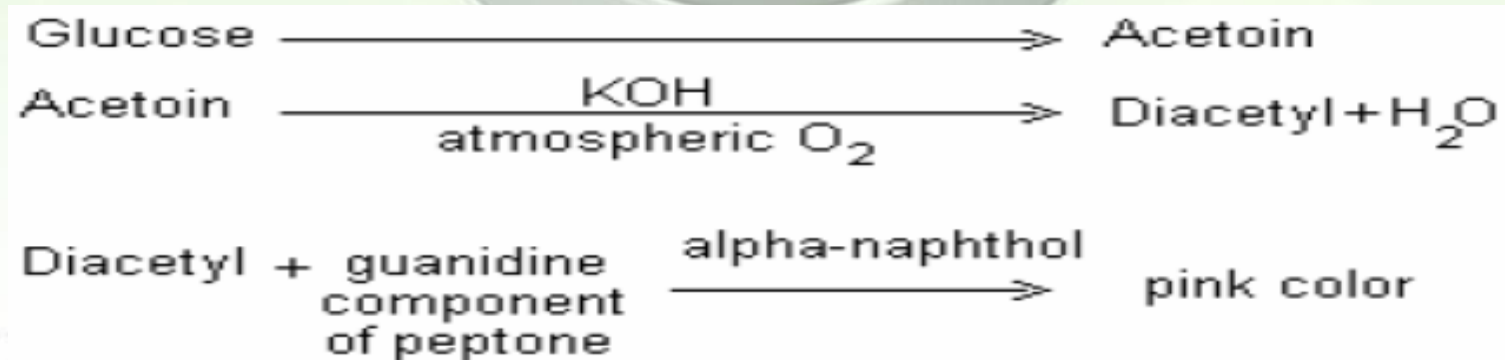 Glucose Acetoin
KOH
Acetoin Diacetyl + H₂O
atmospheric O₂
alpha-naphthol
Diacetyl + guanidine pink color
component
of peptone